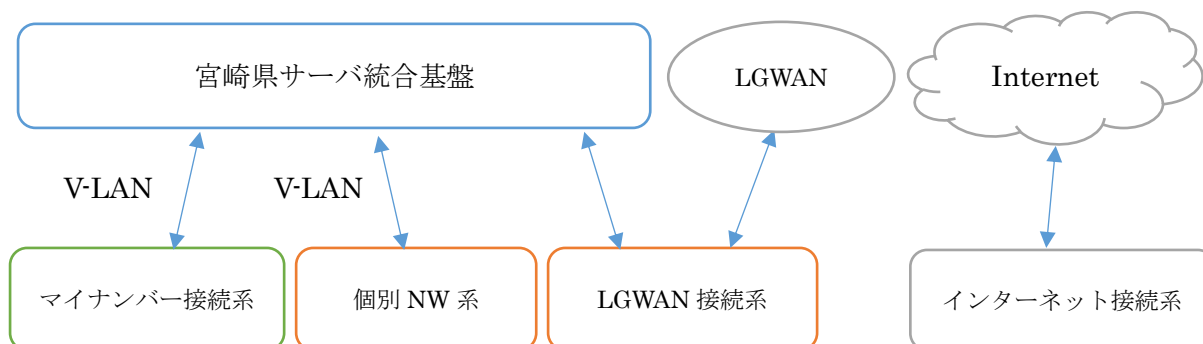 宮崎県サーバ統合基盤
LGWAN
Internet
V-LAN
V-LAN
マイナンバー接続系
個別 NW 系
LGWAN 接続系
インターネット接続系